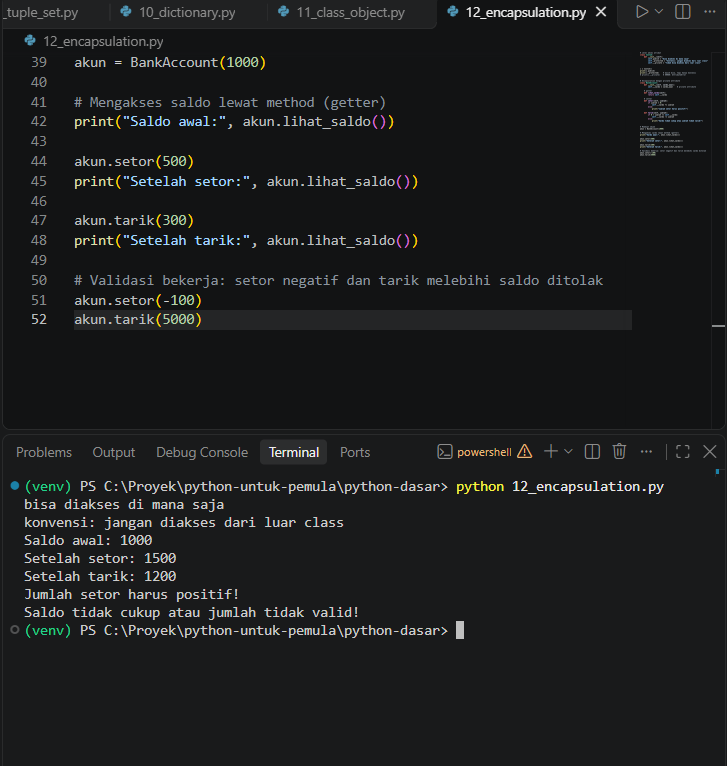 _tuple_set.py 10_dictionary.py 11_class_object.py 12_encapsulation.py
12_encapsulation.py
39 akun = BankAccount(1000)
40
41 # Mengakses saldo lewat method (getter)
42 print("Saldo awal:", akun.lihat_saldo())
43
44 akun.setor(500)
45 print("Setelah setor:", akun.lihat_saldo())
46
47 akun.tarik(300)
48 print("Setelah tarik:", akun.lihat_saldo())
49
50 # Validasi bekerja: setor negatif dan tarik melebihi saldo ditolak
51 akun.setor(-100)
52 akun.tarik(5000)
Problems Output Debug Console Terminal Ports powershell
(venv) PS C:\Proyek\python-untuk-pemula\python-dasar> python 12_encapsulation.py
bisa diakses di mana saja
konvensi: jangan diakses dari luar class
Saldo awal: 1000
Setelah setor: 1500
Setelah tarik: 1200
Jumlah setor harus positif!
Saldo tidak cukup atau jumlah tidak valid!
(venv) PS C:\Proyek\python-untuk-pemula\python-dasar>